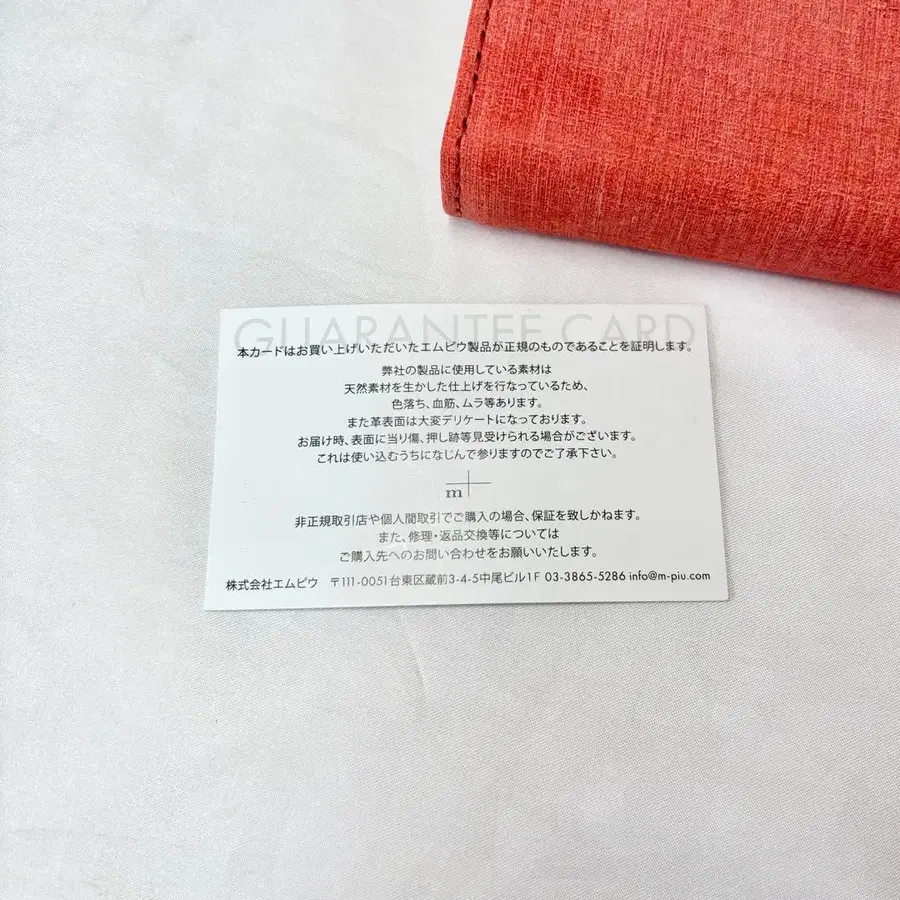 GUARANTEE CARD
本カードはお買い上げいただいたエムピウ製品が正規のものであることを証明します。
弊社の製品に使用している素材は
天然素材を生かした仕上げを行なっているため、
色落ち、血筋、ムラ等あります。
また革表面は大変デリケートになっております。
お届け時、表面に当り傷、押し跡等見受けられる場合がございます。
これは使い込むうちになじんで参りますのでご了承下さい。
m+
非正規取引店や個人間取引でご購入の場合、保証を致しかねます。
また、修理・返品交換等については
ご購入先へのお問い合わせをお願いいたします。
株式会社エムピウ 〒111-0051台東区蔵前3-4-5中尾ビル1F 03-3865-5286 info@m-piu.com